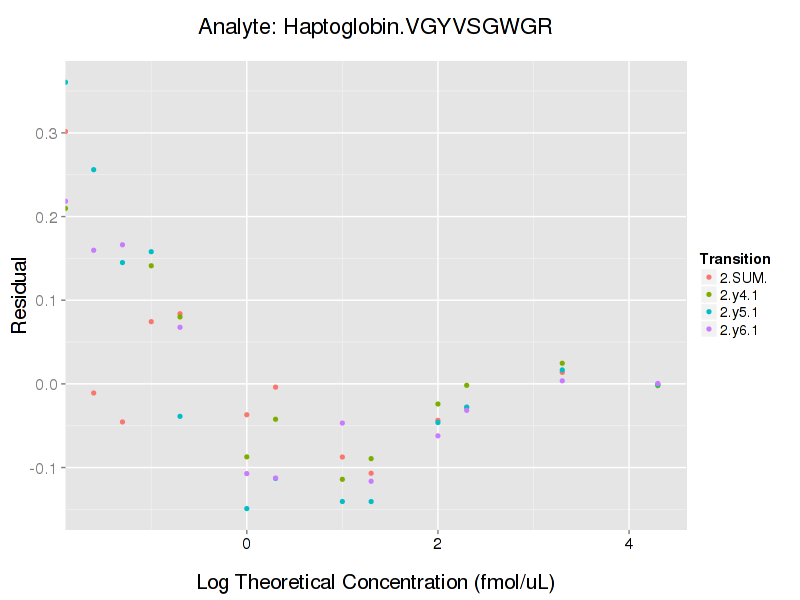 Analyte: Haptoglobin.VGYVSGWGR
0.3
0.2
0.1
0.0
-0.1
Residual
0
2
4
Log Theoretical Concentration (fmol/uL)
Transition
2.SUM.
2.y4.1
2.y5.1
2.y6.1